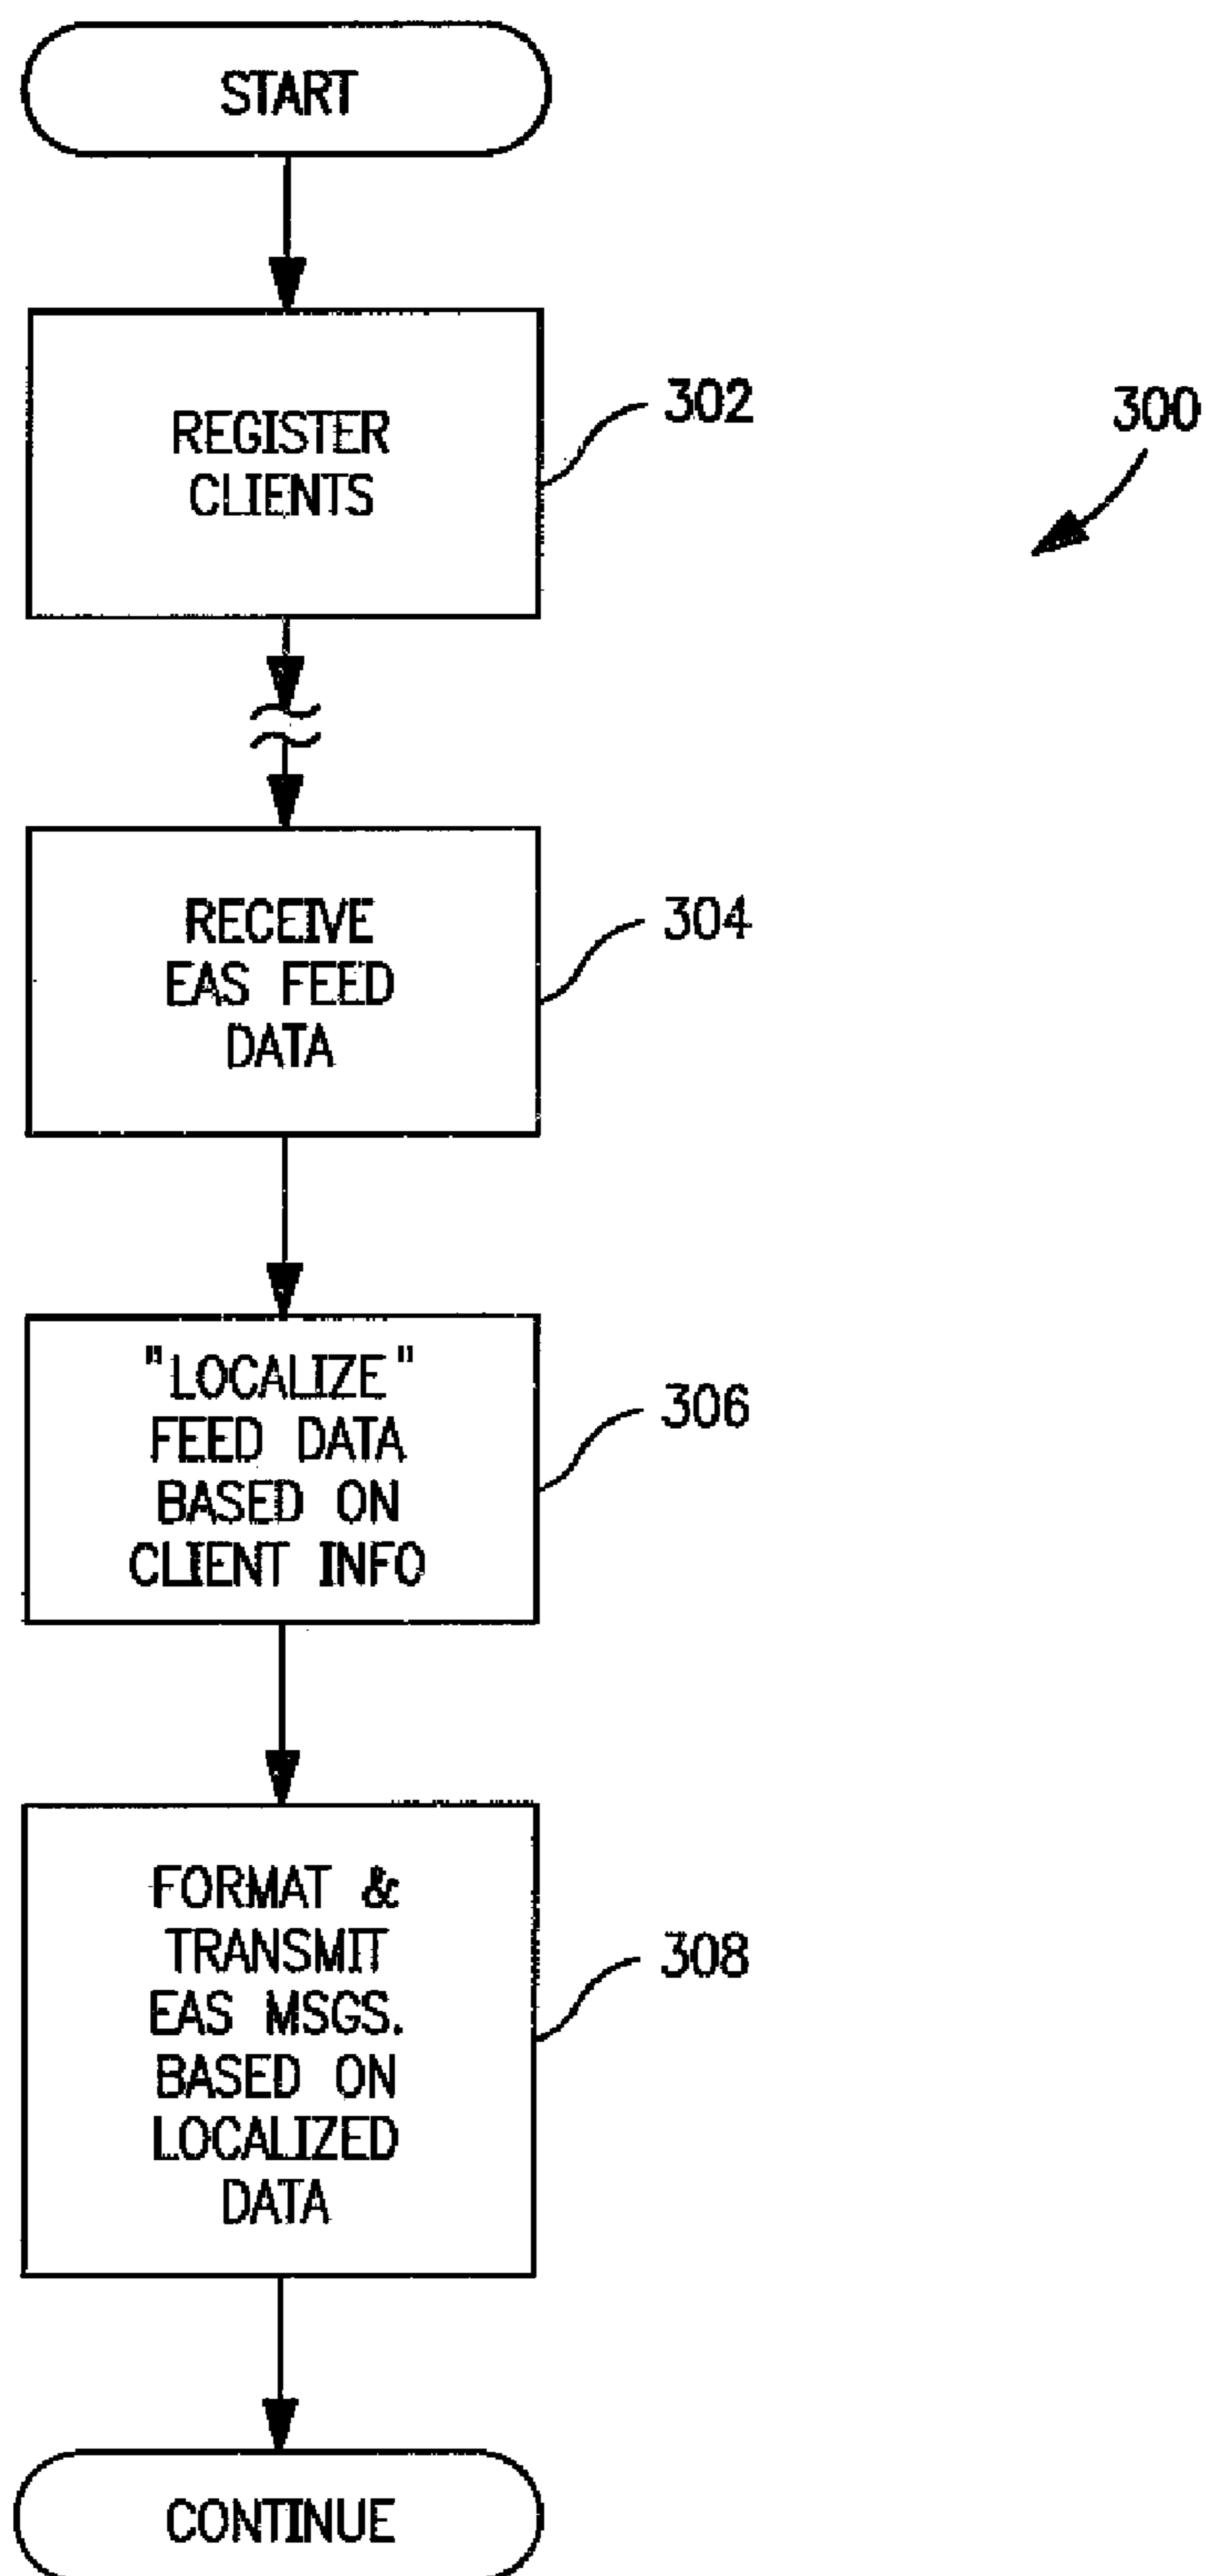 START
REGISTER
CLIENTS
302
300
RECEIVE
EAS FEED
DATA
304
"LOCALIZE"
FEED DATA
BASED ON
CLIENT INFO
306
FORMAT &
TRANSMIT
EAS MSGS.
BASED ON
LOCALIZED
DATA
308
CONTINUE